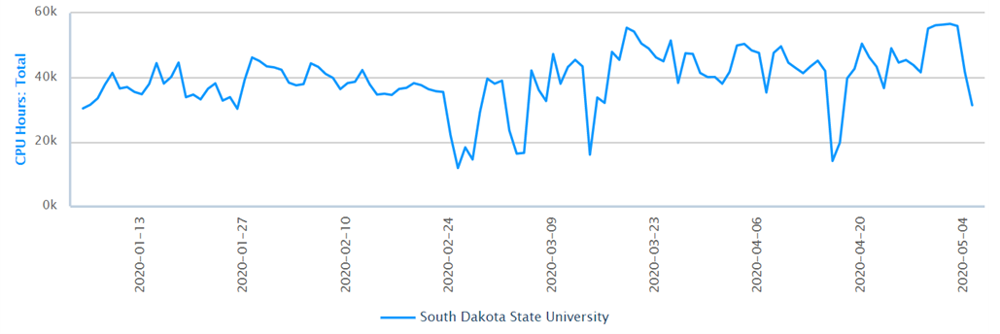 CPU Hours: Total
60k
40k
20k
0k
2020-01-13
2020-01-27
2020-02-10
2020-02-24
2020-03-09
2020-03-23
2020-04-06
2020-04-20
2020-05-04
South Dakota State University